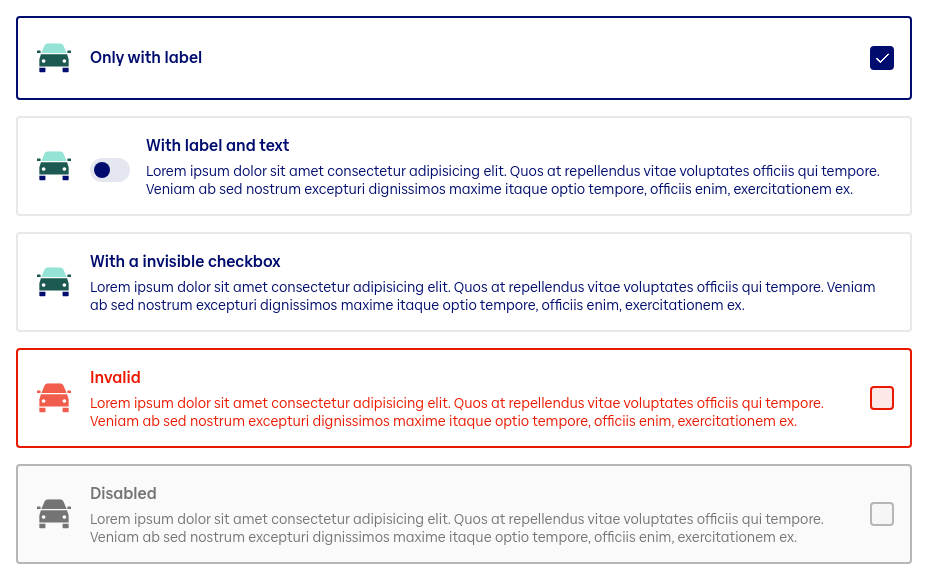 Only with label
With label and text
Lorem ipsum dolor sit amet consectetur adipisicing elit. Quos at repellendus vitae voluptates officiis qui tempore.
Veniam ab sed nostrum excepturi dignissimos maxime itaque optio tempore, officiis enim, exercitationem ex.
With a invisible checkbox
Lorem ipsum dolor sit amet consectetur adipisicing elit. Quos at repellendus vitae voluptates officiis qui tempore. Veniam
ab sed nostrum excepturi dignissimos maxime itaque optio tempore, officiis enim, exercitationem ex.
Invalid
Lorem ipsum dolor sit amet consectetur adipisicing elit. Quos at repellendus vitae voluptates officiis qui tempore.
Veniam ab sed nostrum excepturi dignissimos maxime itaque optio tempore, officiis enim, exercitationem ex.
Disabled
Lorem ipsum dolor sit amet consectetur adipisicing elit. Quos at repellendus vitae voluptates officiis qui tempore.
Veniam ab sed nostrum excepturi dignissimos maxime itaque optio tempore, officiis enim, exercitationem ex.